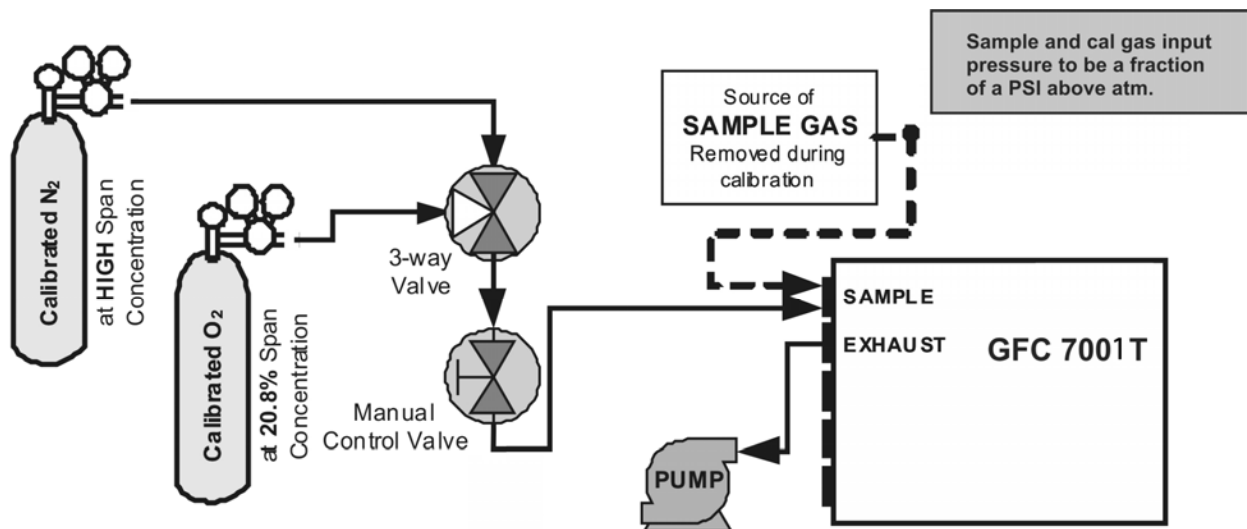 Calibrated N₂
at HIGH Span
Concentration
Calibrated O₂
at 20.8% Span
Concentration
3-way
Valve
Manual
Control Valve
Source of
SAMPLE GAS
Removed during
calibration
Sample and cal gas input
pressure to be a fraction
of a PSI above atm.
SAMPLE
EXHAUST
GFC 7001T
PUMP